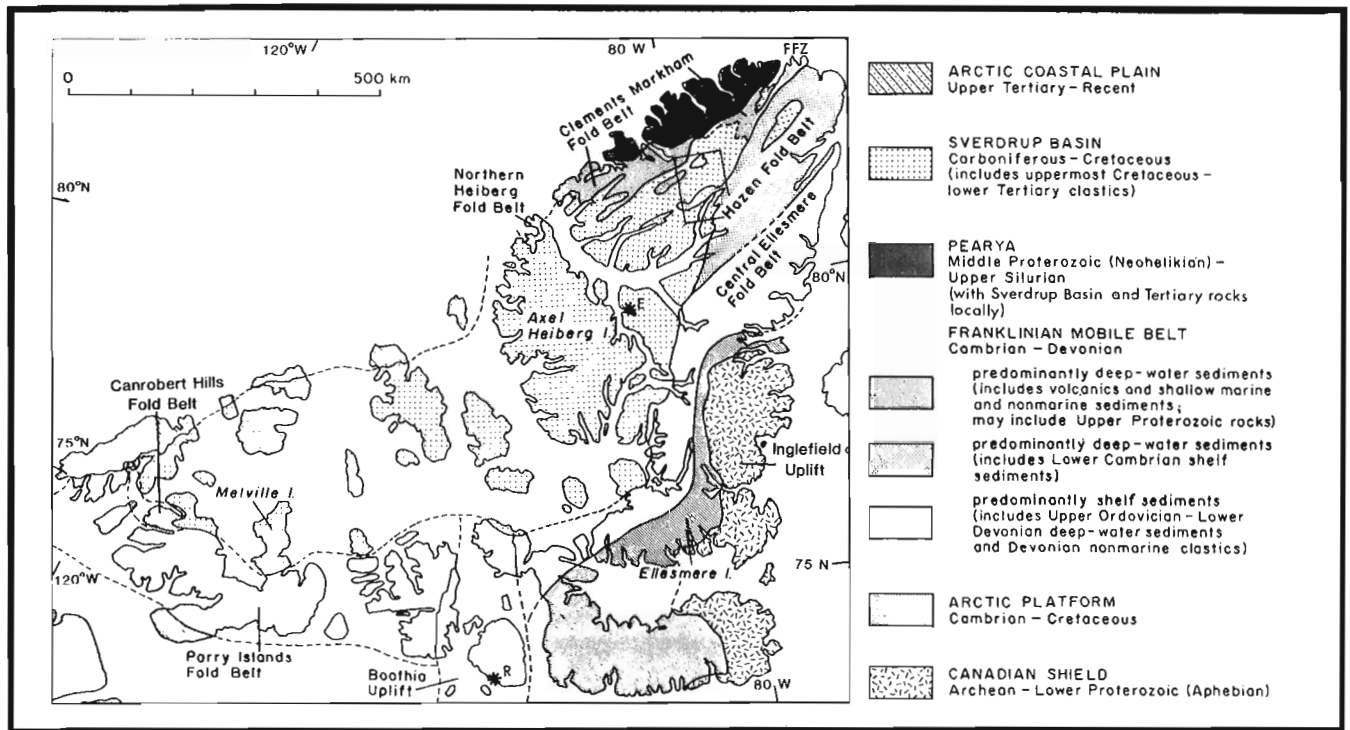 120°W
80 W
FFZ
0 500 km
Clements Markham
Fold Belt
Northern
Heiberg
Fold Belt
80°N
Hazen Fold Belt
Central Ellesmere
Fold Belt
80°N
E
Axel
Heiberg I.
Canrobert Hills
Fold Belt
75°N
Melville I.
Inglefield
Uplift
120°W
Ellesmere I.
75 N
Parry Islands
Fold Belt
Boothia
Uplift
R
80 W
ARCTIC COASTAL PLAIN
Upper Tertiary – Recent
SVERDRUP BASIN
Carboniferous – Cretaceous
(includes uppermost Cretaceous –
lower Tertiary clastics)
PEARYA
Middle Proterozoic (Neohelikian) –
Upper Silurian
(with Sverdrup Basin and Tertiary rocks
locally)
FRANKLINIAN MOBILE BELT
Cambrian – Devonian
predominantly deep-water sediments
(includes volcanics and shallow marine
and nonmarine sediments;
may include Upper Proterozoic rocks)
predominantly deep-water sediments
(includes Lower Cambrian shelf
sediments)
predominantly shelf sediments
(includes Upper Ordovician – Lower
Devonian deep-water sediments
and Devonian nonmarine clastics)
ARCTIC PLATFORM
Cambrian – Cretaceous
CANADIAN SHIELD
Archean – Lower Proterozoic (Aphebian)